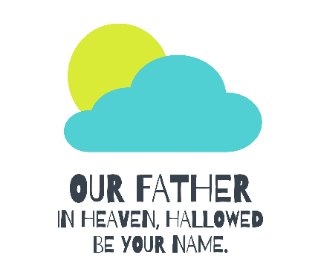 OUR FATHER
IN HEAVEN, HALLOWED
BE YOUR NAME.